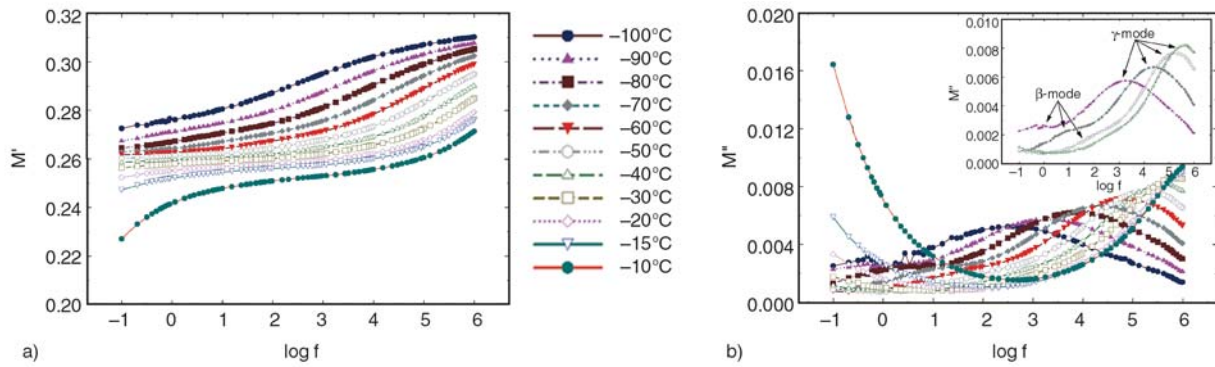 0.32
0.30
0.28
0.26
0.24
0.22
0.20
M'
–1 0 1 2 3 4 5 6
log f
a)
–100°C
–90°C
–80°C
–70°C
–60°C
–50°C
–40°C
–30°C
–20°C
–15°C
–10°C
0.020
0.016
0.012
0.008
0.004
0.000
M"
–1 0 1 2 3 4 5 6
log f
b)
0.010
0.008
0.006
0.004
0.002
0.000
M"
γ-mode
β-mode
–1 0 1 2 3 4 5 6
log f